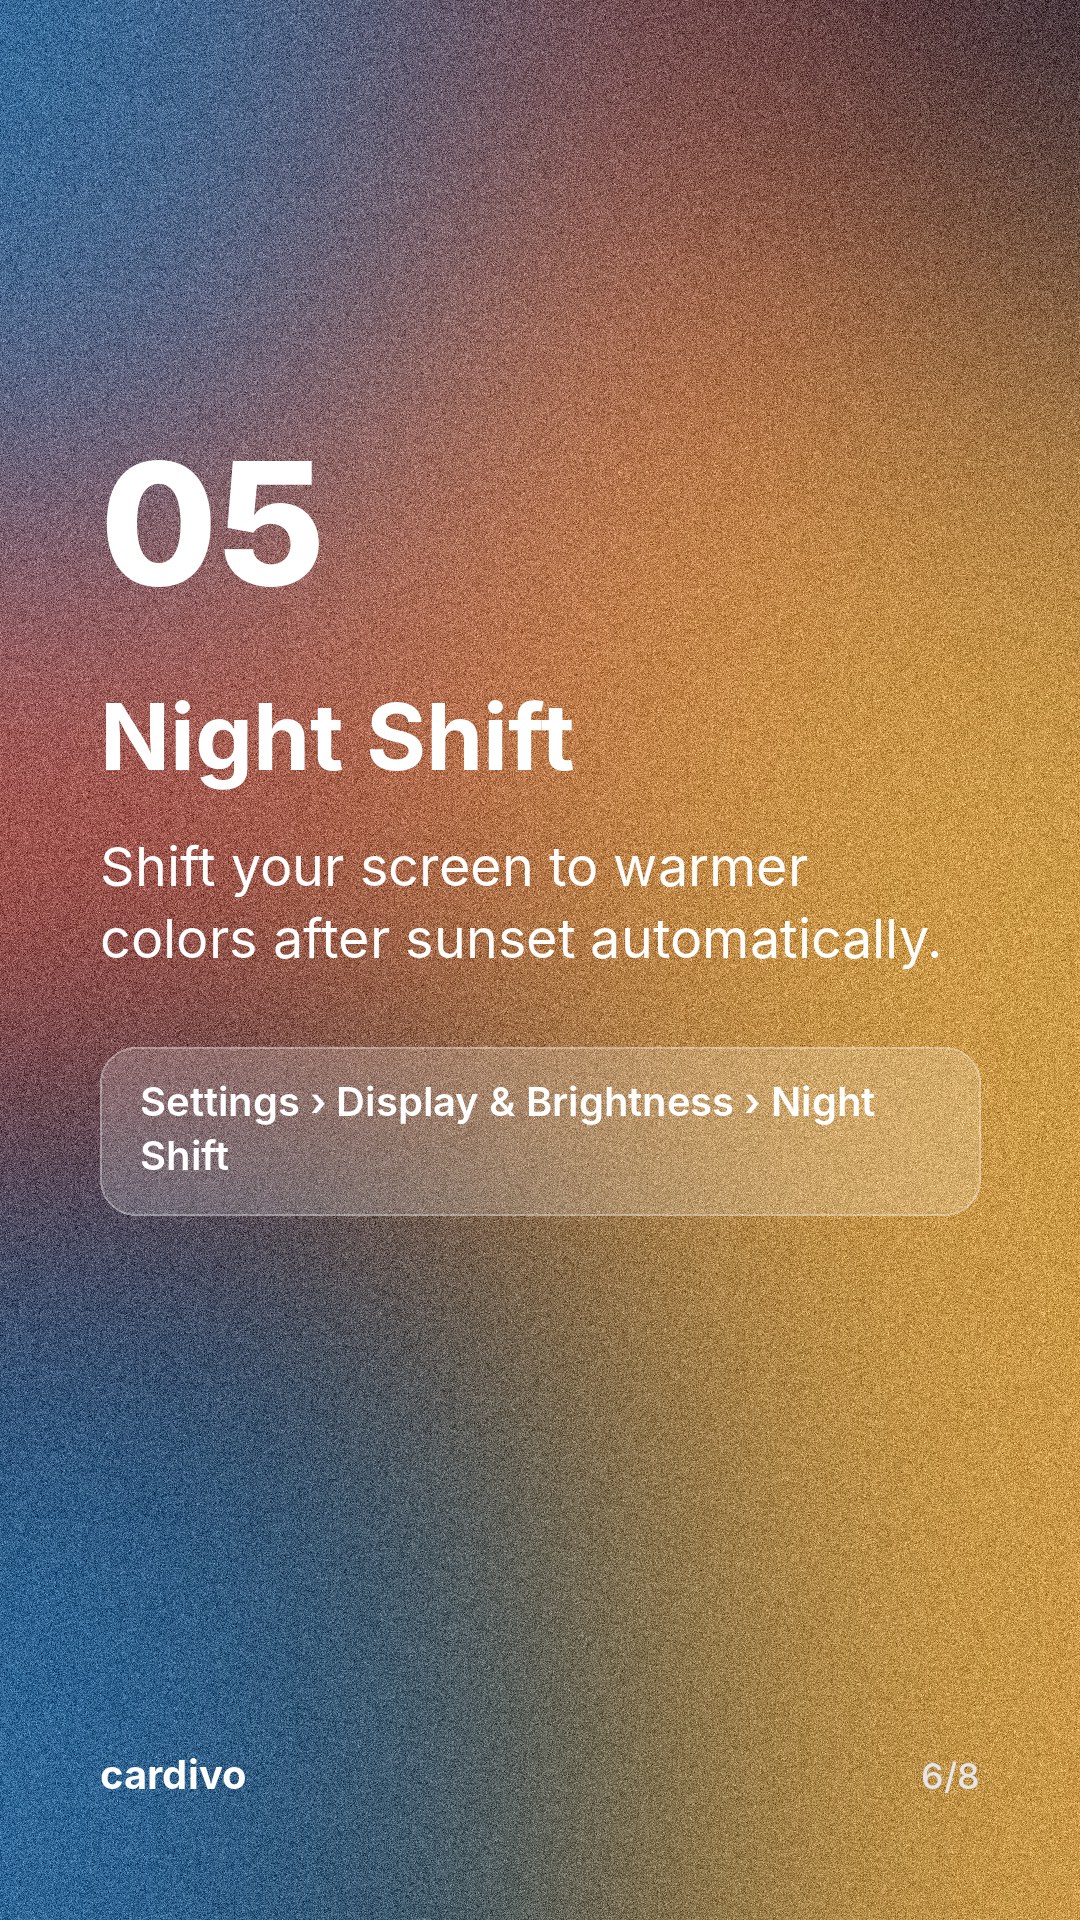 05
Night Shift
Shift your screen to warmer
colors after sunset automatically.
Settings › Display & Brightness › Night
Shift
cardivo
6/8